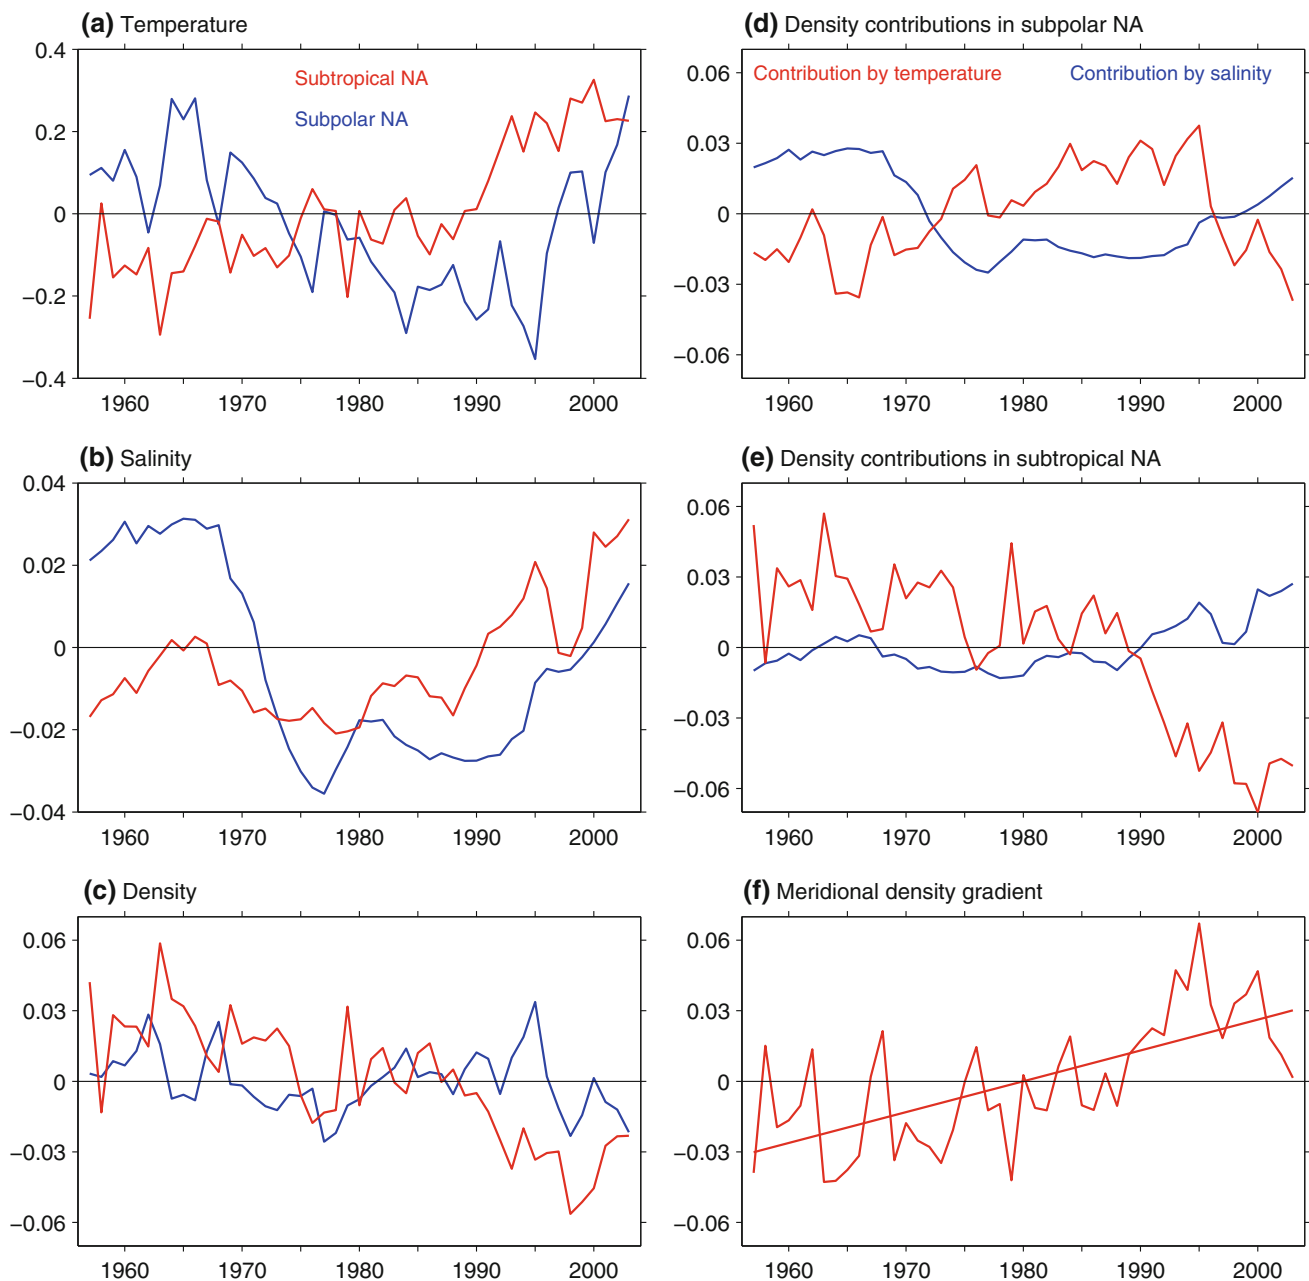 (a) Temperature
0.4
0.2
0
−0.2
−0.4
Subtropical NA
Subpolar NA
1960 1970 1980 1990 2000
(b) Salinity
0.04
0.02
0
−0.02
−0.04
1960 1970 1980 1990 2000
(c) Density
0.06
0.03
0
−0.03
−0.06
1960 1970 1980 1990 2000
(d) Density contributions in subpolar NA
Contribution by temperature
Contribution by salinity
0.06
0.03
0
−0.03
−0.06
1960 1970 1980 1990 2000
(e) Density contributions in subtropical NA
0.06
0.03
0
−0.03
−0.06
1960 1970 1980 1990 2000
(f) Meridional density gradient
0.06
0.03
0
−0.03
−0.06
1960 1970 1980 1990 2000